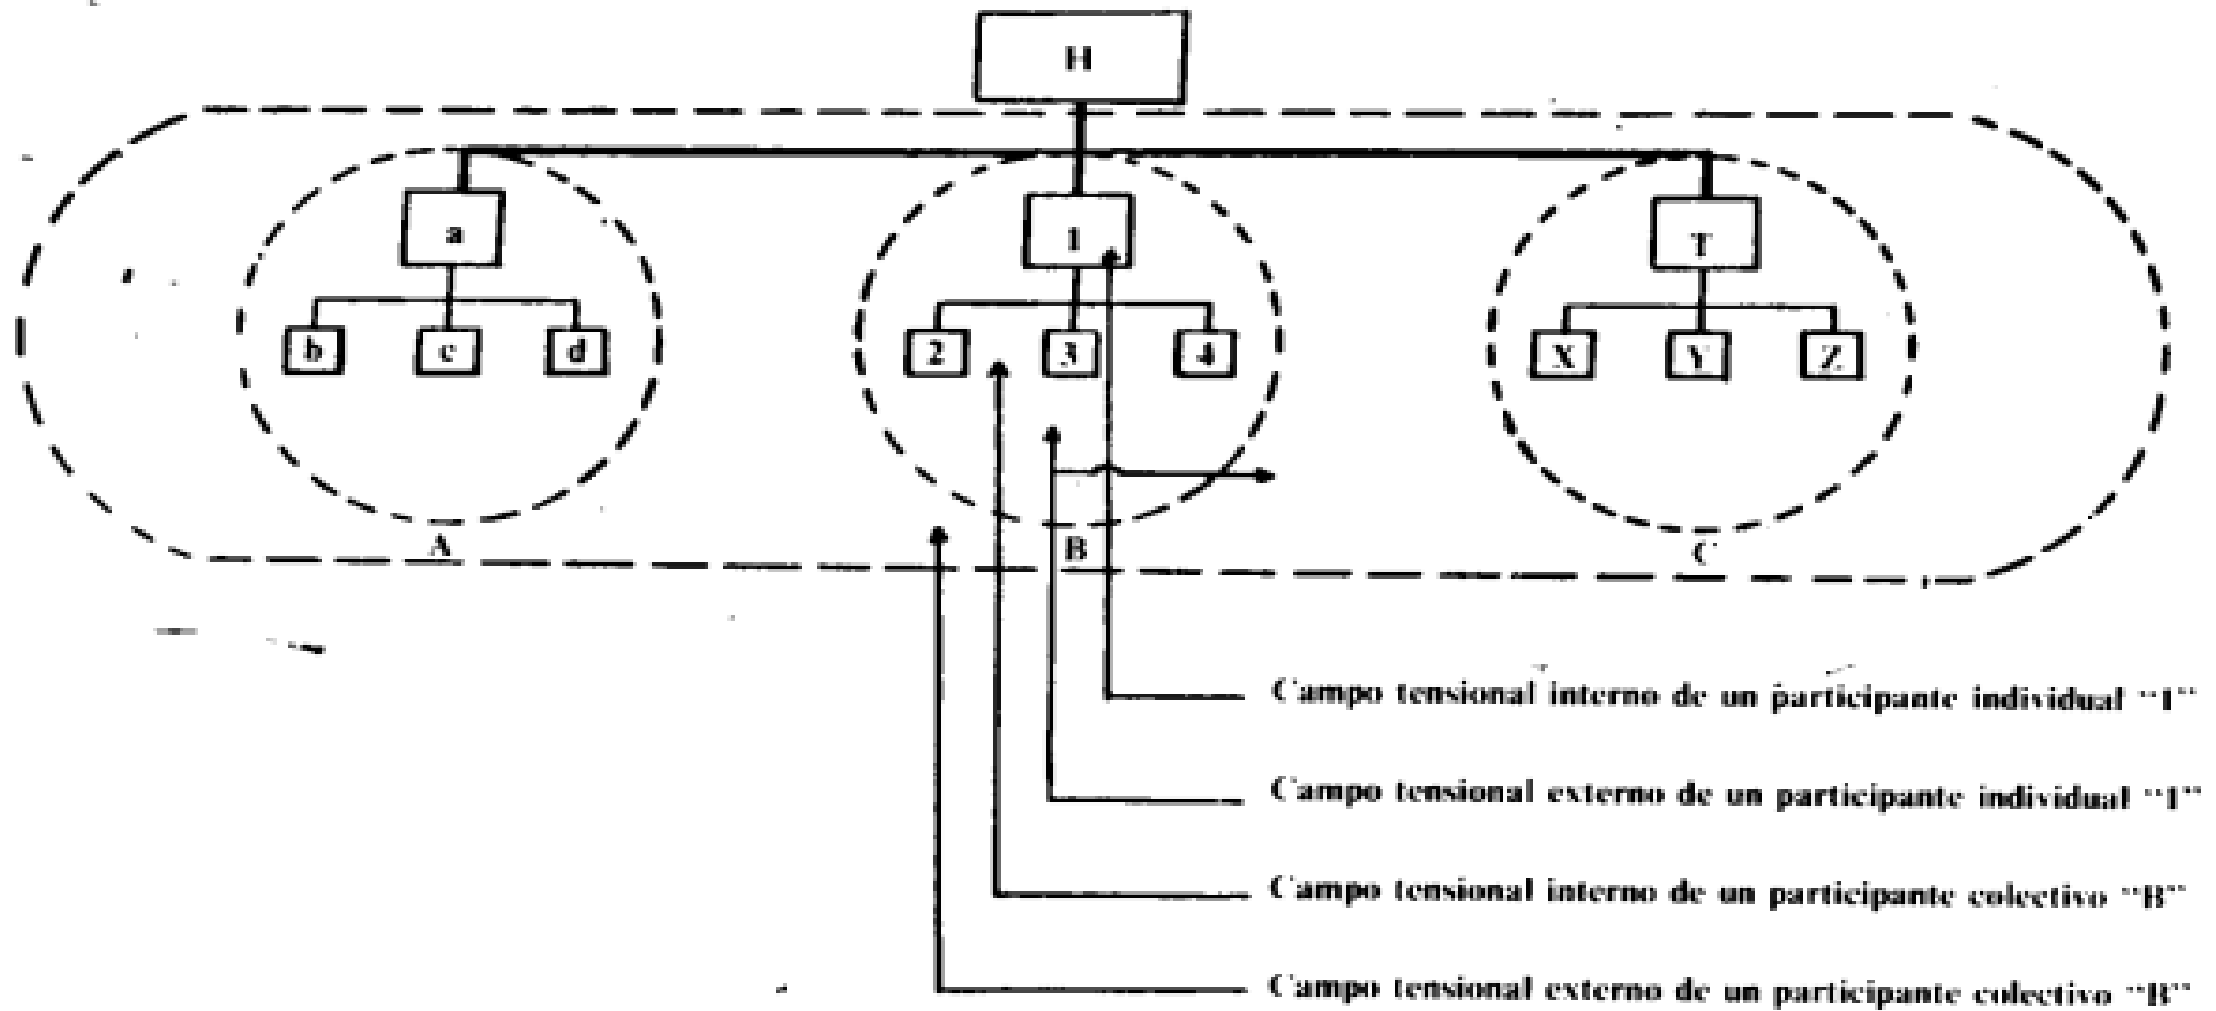 H
a
1
T
b c d
2 3 4
X Y Z
A
B
C
Campo tensional interno de un participante individual "1"
Campo tensional externo de un participante individual "1"
Campo tensional interno de un participante colectivo "B"
Campo tensional externo de un participante colectivo "B"